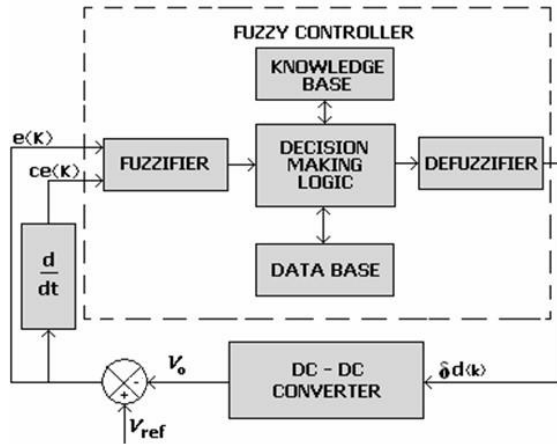 FUZZY CONTROLLER
KNOWLEDGE
BASE
e(K)
ce(K)
FUZZIFIER
DECISION
MAKING
LOGIC
DEFUZZIFIER
DATA BASE
d
dt
Vo
DC - DC
CONVERTER
δd(k)
-
+
Vref